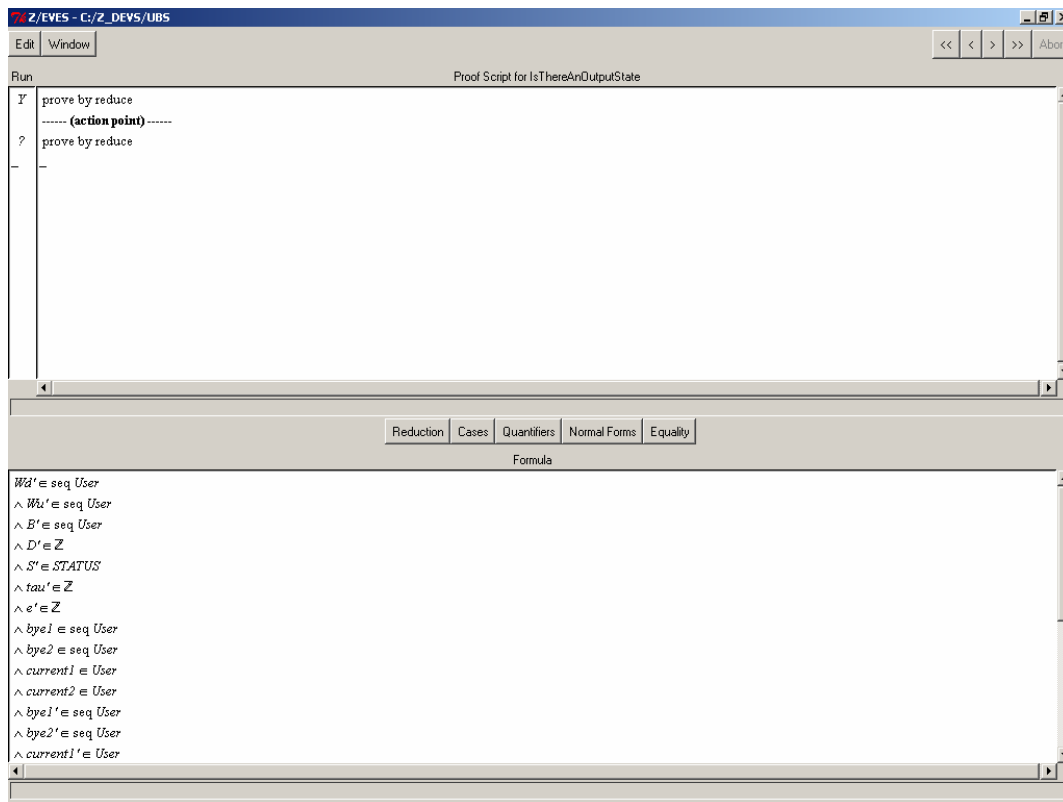 Z/EVES - C:/Z_DEVS/UBS
Edit Window << < > >> Abor
Run Proof Script for IsThereAnOutputState
Y prove by reduce
------ (action point) ------
? prove by reduce
Reduction Cases Quantifiers Normal Forms Equality
Formula
Wd' ∈ seq User
∧ Wu' ∈ seq User
∧ B' ∈ seq User
∧ D' ∈ ℤ
∧ S' ∈ STATUS
∧ tau' ∈ ℤ
∧ e' ∈ ℤ
∧ bye1 ∈ seq User
∧ bye2 ∈ seq User
∧ current1 ∈ User
∧ current2 ∈ User
∧ bye1' ∈ seq User
∧ bye2' ∈ seq User
∧ current1' ∈ User